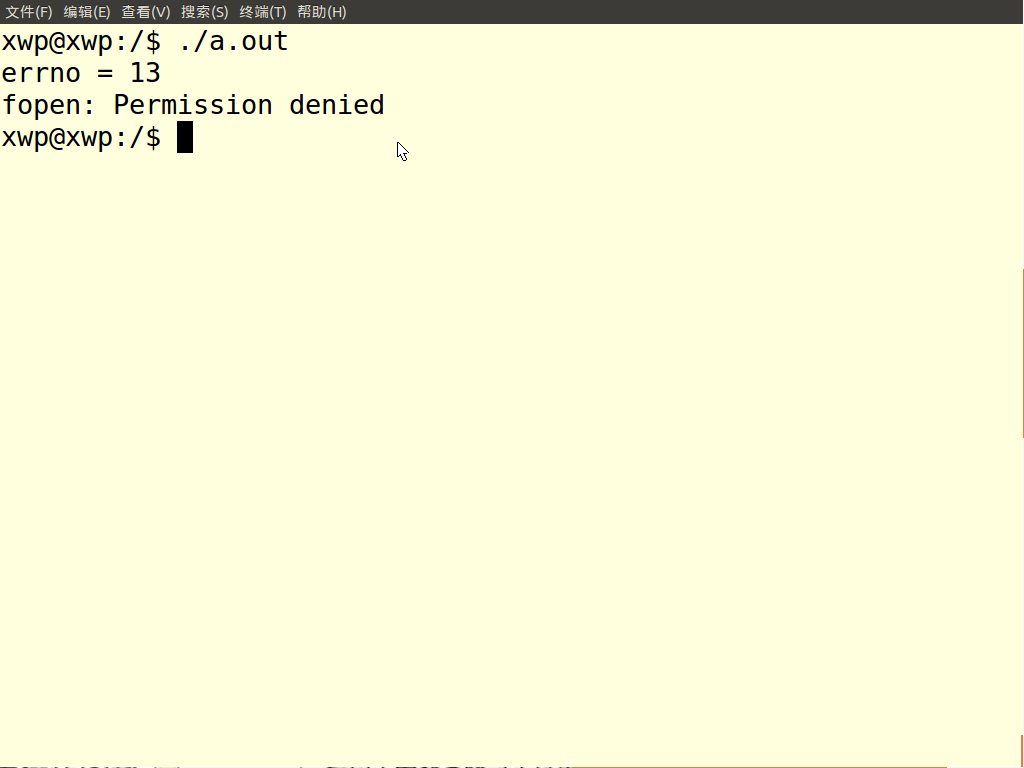 文件(F) 编辑(E) 查看(V) 搜索(S) 终端(T) 帮助(H)
xwp@xwp:/$ ./a.out
errno = 13
fopen: Permission denied
xwp@xwp:/$